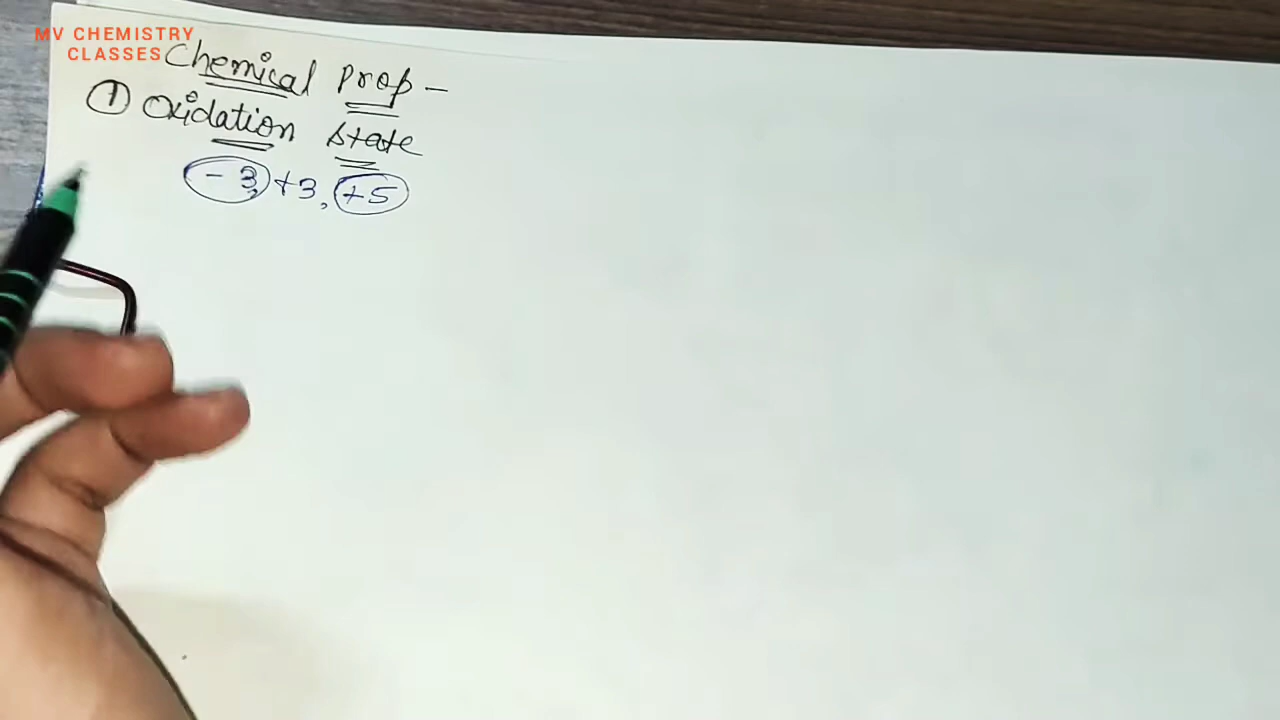 MV CHEMISTRY
CLASSES
Chemical Prop -
① Oxidation state
-3, +3, +5